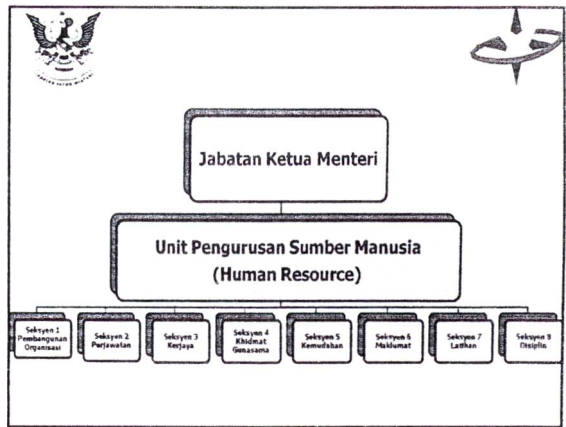 Jabatan Ketua Menteri
Unit Pengurusan Sumber Manusia
(Human Resource)
Seksyen 1
Pembangunan
Organisasi
Seksyen 2
Perjawatan
Seksyen 3
Kerjaya
Seksyen 4
Khidmat
Gunasama
Seksyen 5
Kemudahan
Seksyen 6
Maklumat
Seksyen 7
Latihan
Seksyen 8
Disiplin